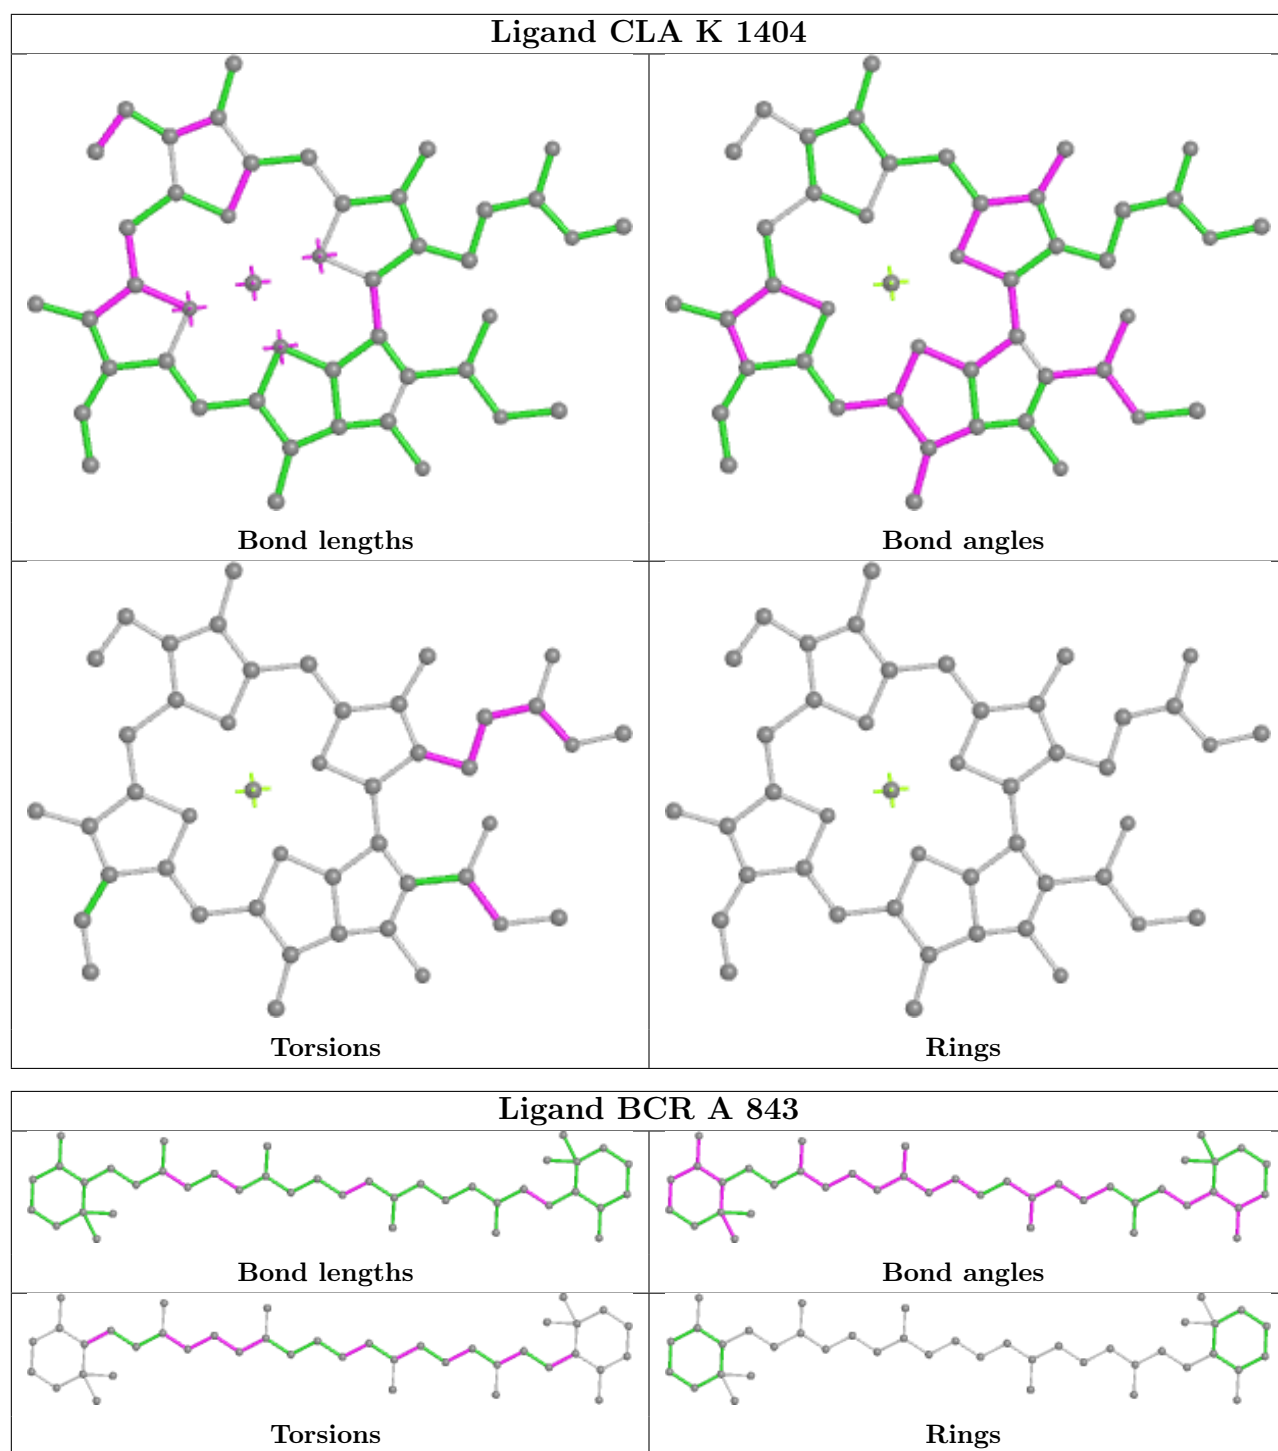 Ligand CLA K 1404
Bond lengths
Bond angles
Torsions
Rings
Ligand BCR A 843
Bond lengths
Bond angles
Torsions
Rings